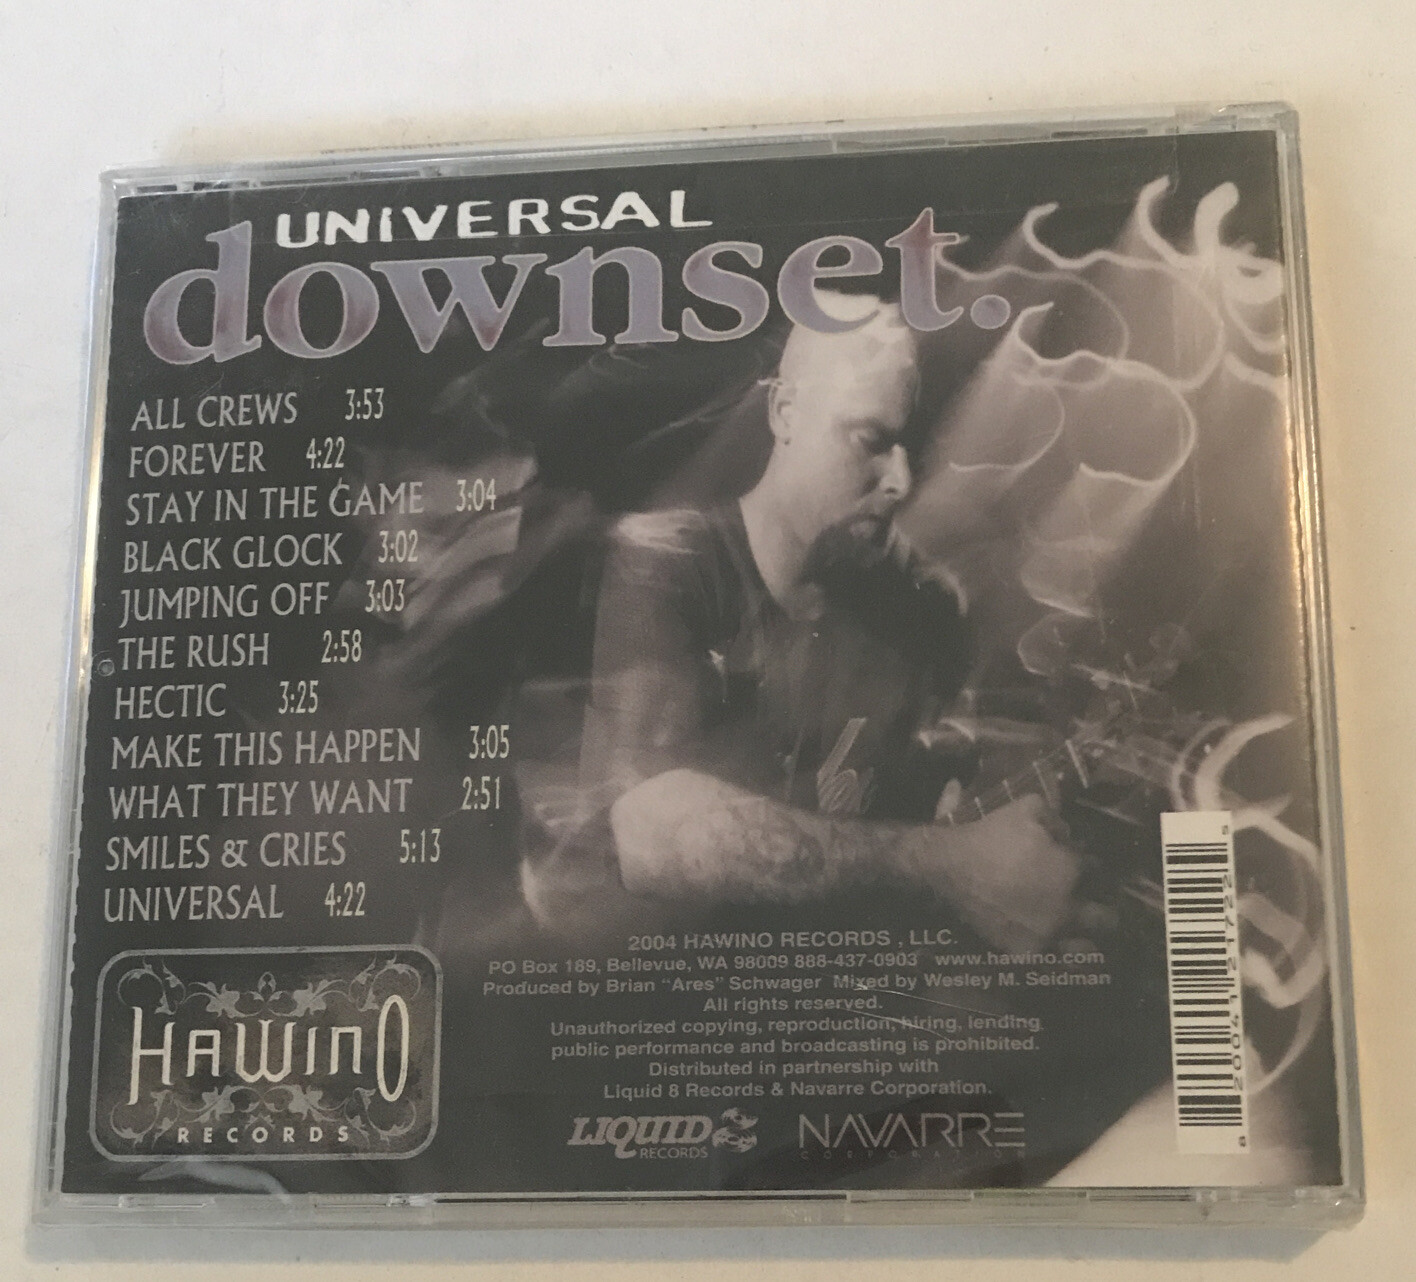 UNIVERSAL
downset.
ALL CREWS 3:53
FOREVER 4:22
STAY IN THE GAME 3:04
BLACK GLOCK 3:02
JUMPING OFF 3:03
THE RUSH 2:58
HECTIC 3:25
MAKE THIS HAPPEN 3:05
WHAT THEY WANT 2:51
SMILES & CRIES 5:13
UNIVERSAL 4:22
HAWINO
RECORDS
2004 HAWINO RECORDS , LLC.
PO Box 189, Bellevue, WA 98009 888-437-0903 www.hawino.com
Produced by Brian “Ares” Schwager Mixed by Wesley M. Seidman
All rights reserved.
Unauthorized copying, reproduction, hiring, lending
public performance and broadcasting is prohibited.
Distributed in partnership with
Liquid 8 Records & Navarre Corporation.
LIQUID 8
RECORDS
NAVARRE
CORPORATION